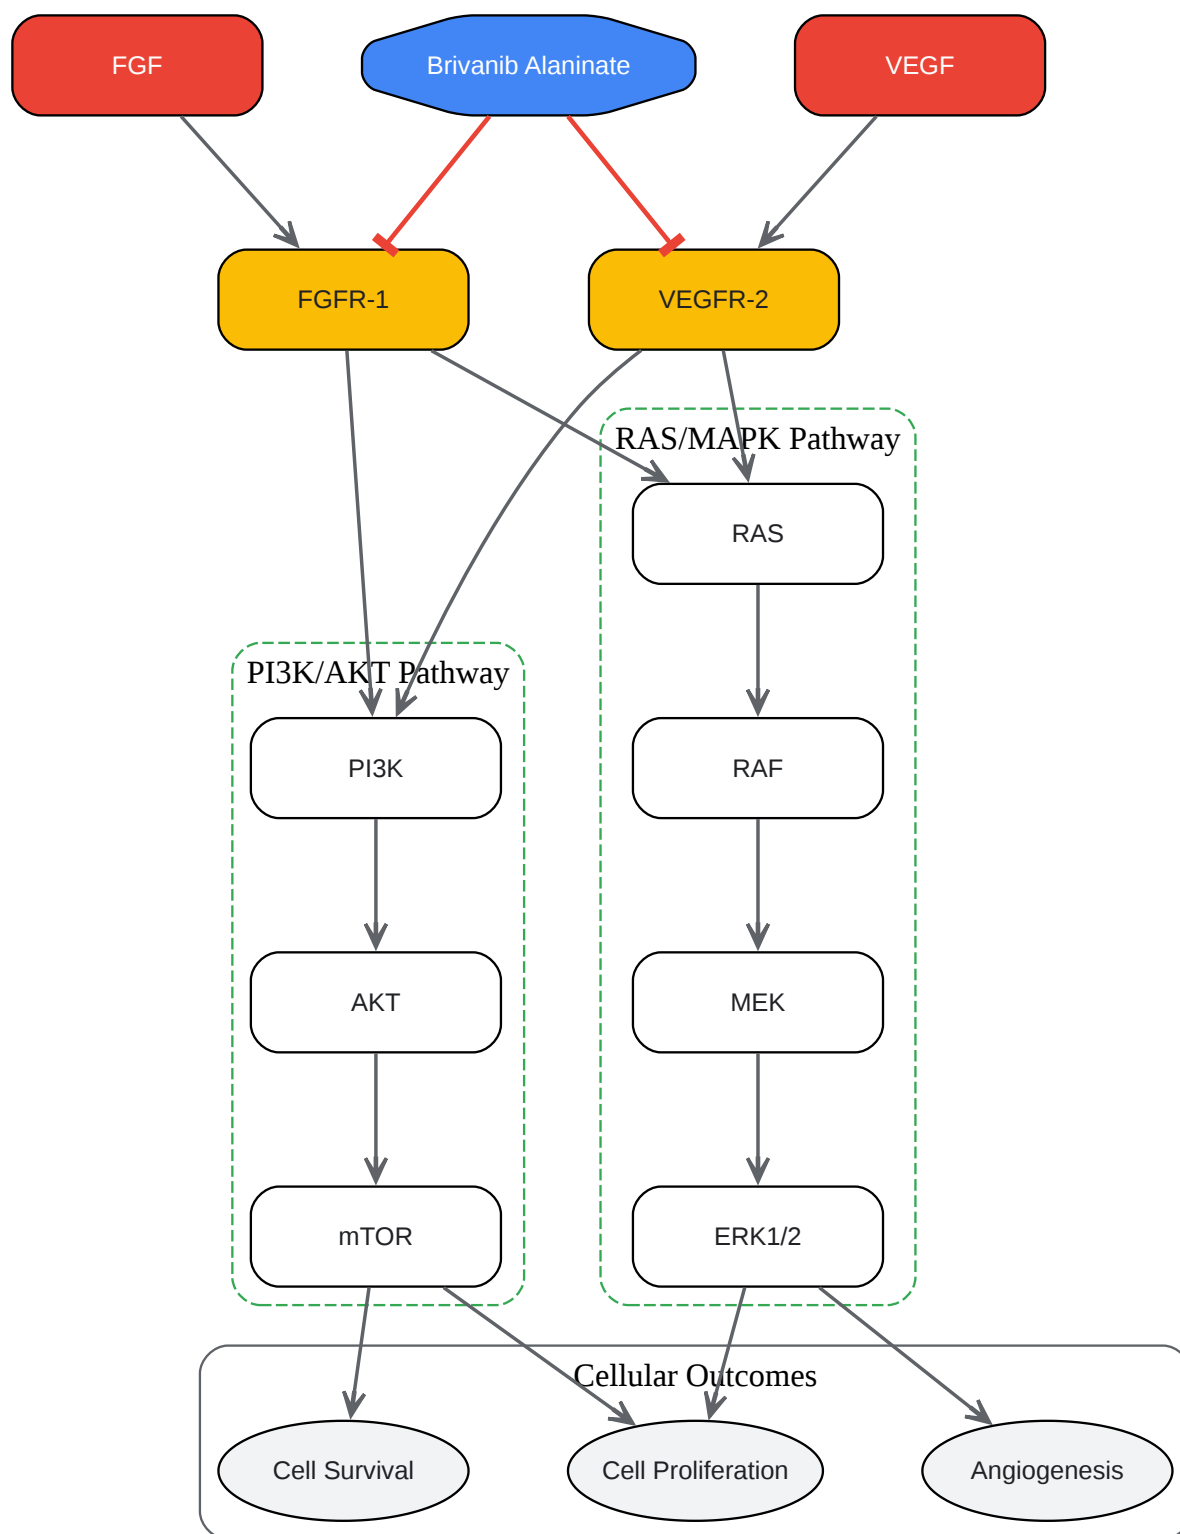 FGF
Brivanib Alaninate
VEGF
FGFR-1
VEGFR-2
RAS/MAPK Pathway
RAS
PI3K/AKT Pathway
PI3K
RAF
AKT
MEK
mTOR
ERK1/2
Cellular Outcomes
Cell Survival
Cell Proliferation
Angiogenesis